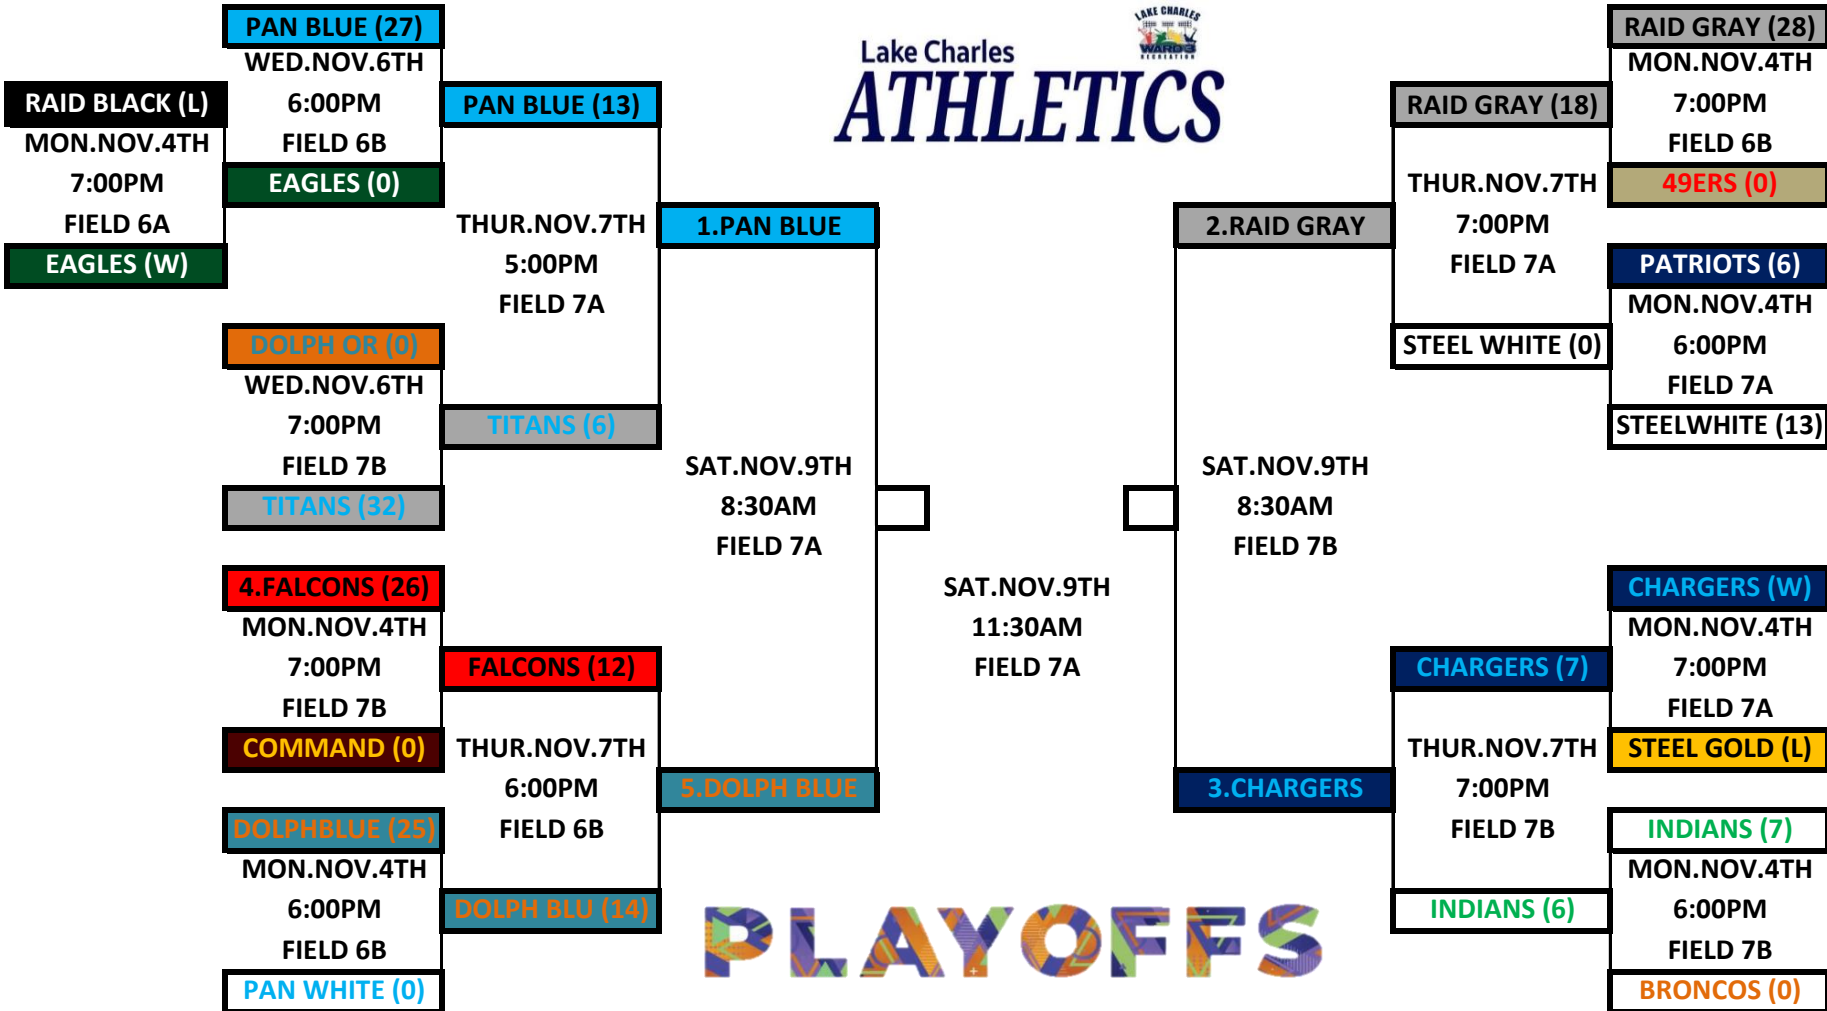 PAN BLUE (27)
WED.NOV.6TH
6:00PM
FIELD 6B
EAGLES (0)
RAID BLACK (L)
MON.NOV.4TH
7:00PM
FIELD 6A
EAGLES (W)
PAN BLUE (13)
THUR.NOV.7TH
5:00PM
FIELD 7A
TITANS (6)
DOLPH OR (0)
WED.NOV.6TH
7:00PM
FIELD 7B
TITANS (32)
4.FALCONS (26)
MON.NOV.4TH
7:00PM
FIELD 7B
COMMAND (0)
FALCONS (12)
THUR.NOV.7TH
6:00PM
FIELD 6B
DOLPH BLU (14)
DOLPHBLUE (25)
MON.NOV.4TH
6:00PM
FIELD 6B
PAN WHITE (0)
1.PAN BLUE
SAT.NOV.9TH
8:30AM
FIELD 7A
5.DOLPH BLUE
LAKE CHARLES
WARD 3
RECREATION
Lake Charles
ATHLETICS
SAT.NOV.9TH
11:30AM
FIELD 7A
PLAYOFFS
2.RAID GRAY
SAT.NOV.9TH
8:30AM
FIELD 7B
3.CHARGERS
RAID GRAY (18)
THUR.NOV.7TH
7:00PM
FIELD 7A
STEEL WHITE (0)
CHARGERS (7)
THUR.NOV.7TH
7:00PM
FIELD 7B
INDIANS (6)
RAID GRAY (28)
MON.NOV.4TH
7:00PM
FIELD 6B
49ERS (0)
PATRIOTS (6)
MON.NOV.4TH
6:00PM
FIELD 7A
STEELWHITE (13)
CHARGERS (W)
MON.NOV.4TH
7:00PM
FIELD 7A
STEEL GOLD (L)
INDIANS (7)
MON.NOV.4TH
6:00PM
FIELD 7B
BRONCOS (0)